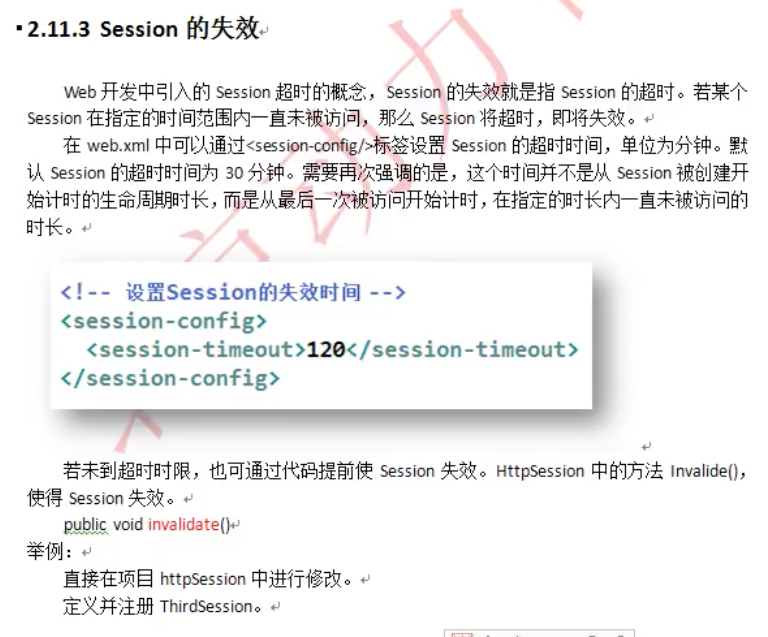 2.11.3 Session 的失效
Web 开发中引入的 Session 超时的概念，Session 的失效就是指 Session 的超时。若某个
Session 在指定的时间范围内一直未被访问，那么 Session 将超时，即将失效。
在 web.xml 中可以通过<session-config/>标签设置 Session 的超时时间，单位为分钟。默
认 Session 的超时时间为 30 分钟。需要再次强调的是，这个时间并不是从 Session 被创建开
始计时的生命周期时长，而是从最后一次被访问开始计时，在指定的时长内一直未被访问的
时长。
<!-- 设置Session的失效时间 -->
<session-config>
<session-timeout>120</session-timeout>
</session-config>
若未到超时时限，也可通过代码提前使 Session 失效。HttpSession 中的方法 Invalide()，
使得 Session 失效。
public void invalidate()
举例：
直接在项目 httpSession 中进行修改。
定义并注册 ThirdSession。